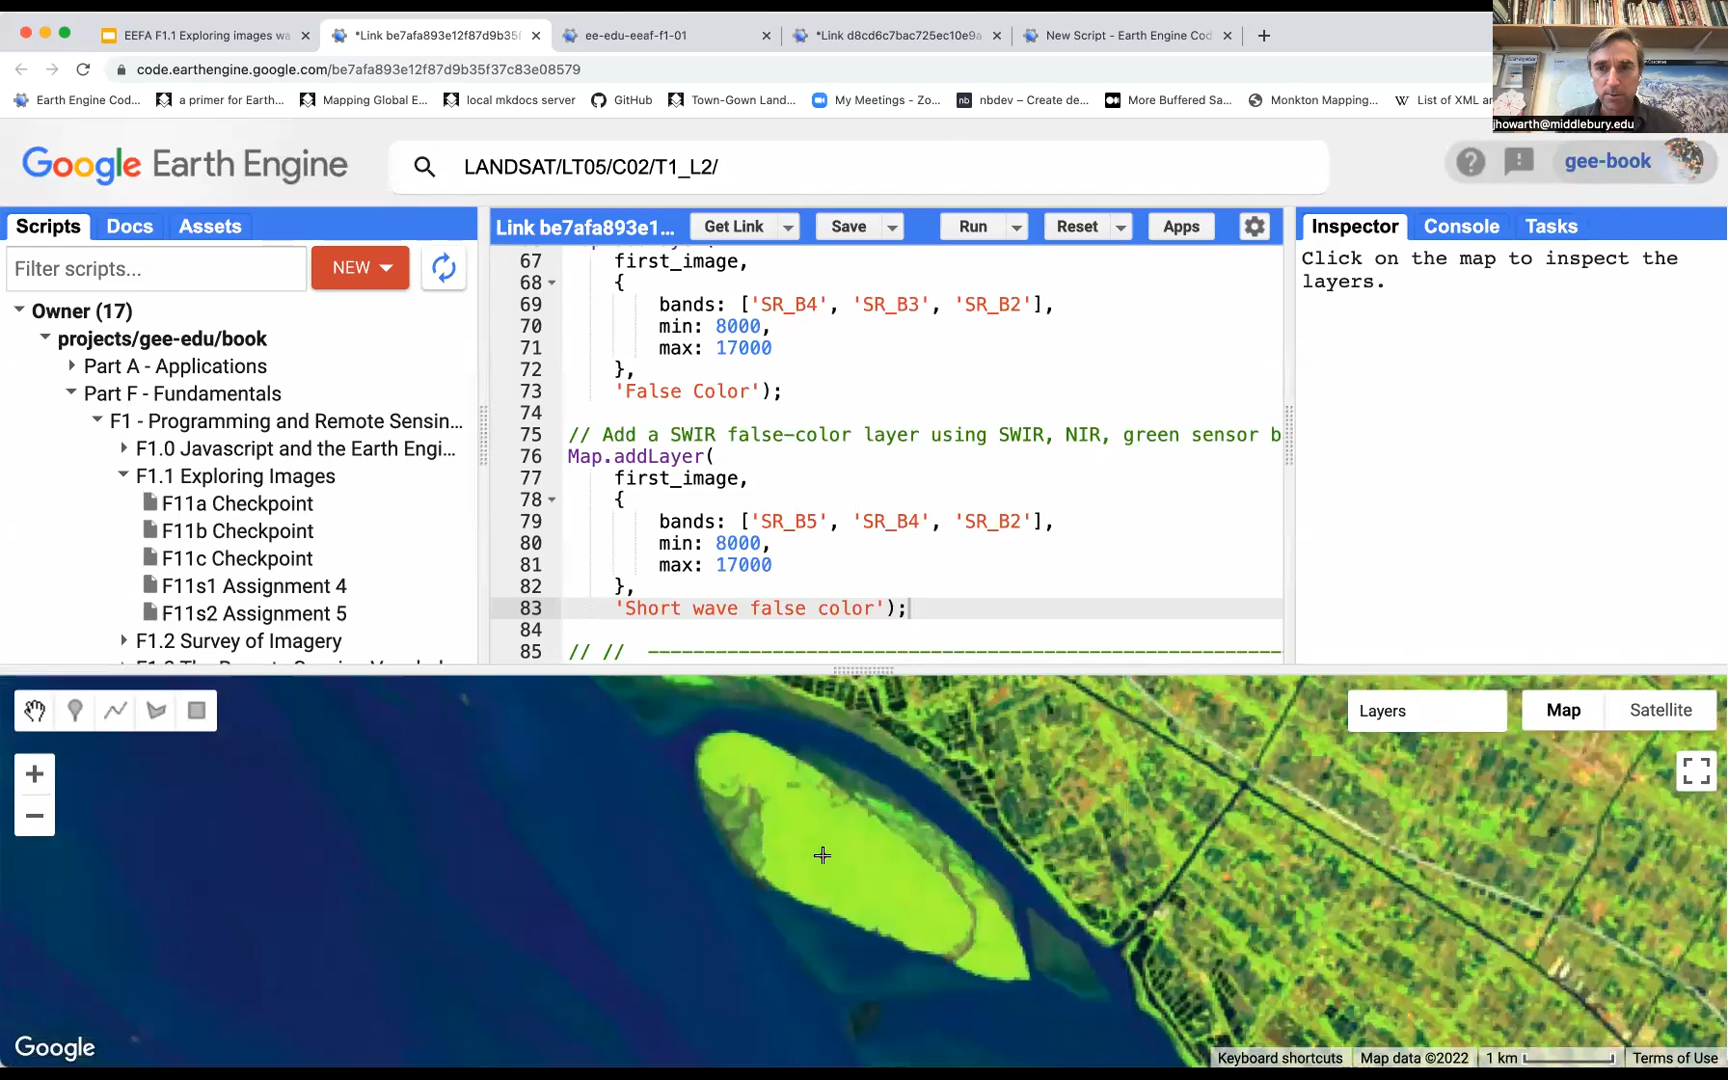 EEFA F1.1 Exploring images wa
*Link be7afa893e12f87d9b35f
ee-edu-eeaf-f1-01
*Link d8cd6c7bac725ec10e9a
New Script - Earth Engine Cod
code.earthengine.google.com/be7afa893e12f87d9b35f37c83e08579
Earth Engine Cod...
a primer for Earth...
Mapping Global E...
local mkdocs server
GitHub
Town-Gown Land...
My Meetings - Zo...
nbdev – Create de...
More Buffered Sa...
Monkton Mapping...
List of XML an
jhowarth@middlebury.edu
Google Earth Engine
LANDSAT/LT05/C02/T1_L2/
gee-book
Scripts
Docs
Assets
Link be7afa893e1...
Get Link
Save
Run
Reset
Apps
Inspector
Console
Tasks
Filter scripts...
NEW
Owner (17)
projects/gee-edu/book
Part A - Applications
Part F - Fundamentals
F1 - Programming and Remote Sensin...
F1.0 Javascript and the Earth Engi...
F1.1 Exploring Images
F11a Checkpoint
F11b Checkpoint
F11c Checkpoint
F11s1 Assignment 4
F11s2 Assignment 5
F1.2 Survey of Imagery
67 first_image,
68 {
69 bands: ['SR_B4', 'SR_B3', 'SR_B2'],
70 min: 8000,
71 max: 17000
72 },
73 'False Color');
74
75 // Add a SWIR false-color layer using SWIR, NIR, green sensor b
76 Map.addLayer(
77 first_image,
78 {
79 bands: ['SR_B5', 'SR_B4', 'SR_B2'],
80 min: 8000,
81 max: 17000
82 },
83 'Short wave false color');
84
85 // // -----------------------------------------------------------
Click on the map to inspect the
layers.
Layers
Map
Satellite
Google
Keyboard shortcuts
Map data ©2022
1 km
Terms of Use